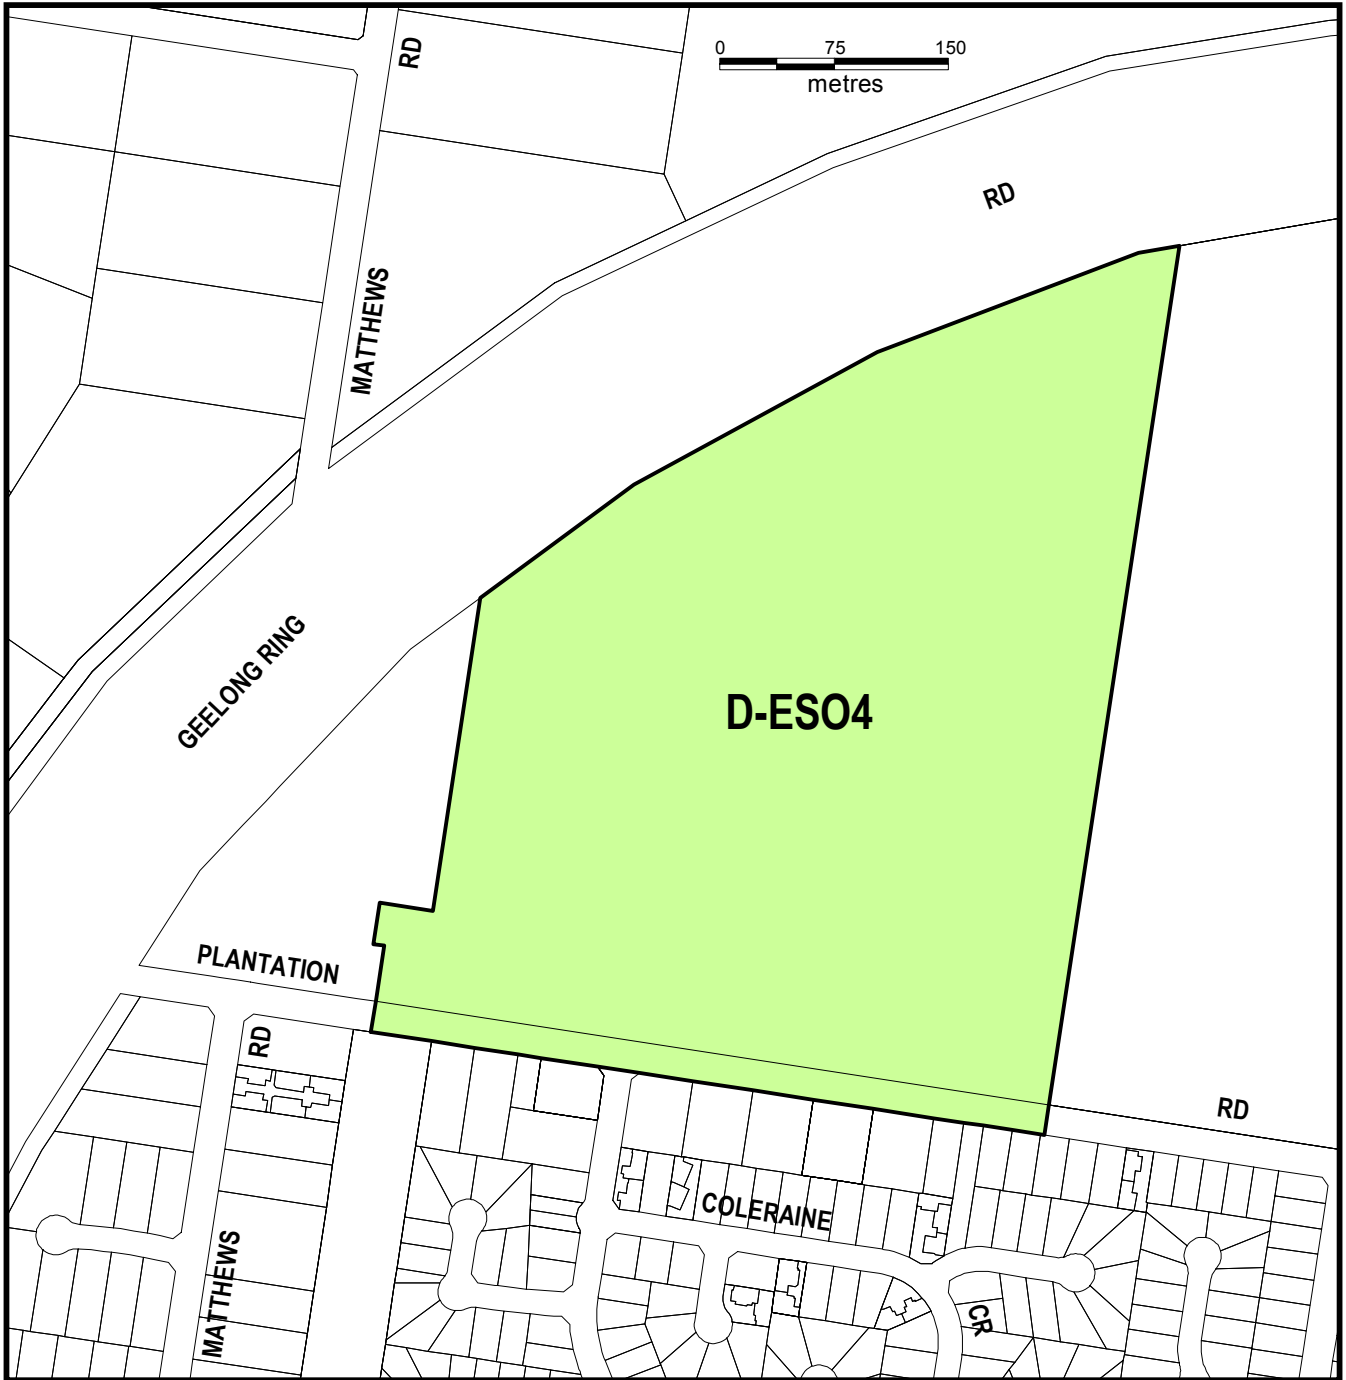 RD
0 75 150
metres
RD
MATTHEWS
GEELONG RING
D-ESO4
PLANTATION
RD
RD
COLERAINE
MATTHEWS
CR